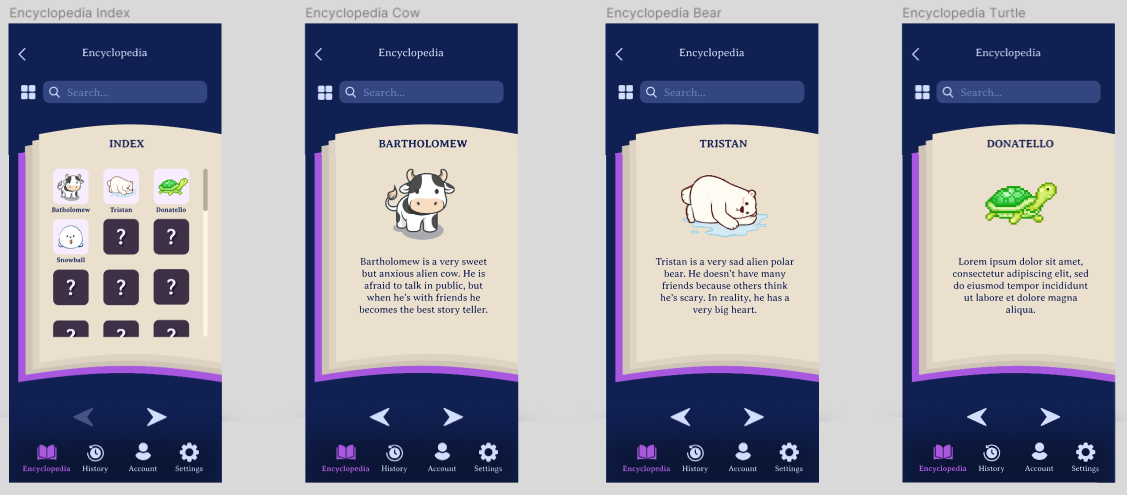 Encyclopedia Index
Encyclopedia
Search...
INDEX
Batholomew Tristan Donatello
? ?
Snowball
? ? ?
? ? ?
Encyclopedia History Account Settings
Encyclopedia Cow
Encyclopedia
Search...
BARTHOLOMEW
Bartholomew is a very sweet
but anxious alien cow. He is
afraid to talk in public, but
when he's with friends he
becomes the best story teller.
Encyclopedia History Account Settings
Encyclopedia Bear
Encyclopedia
Search...
TRISTAN
Tristan is a very sad alien polar
bear. He doesn't have many
friends because others think
he's scary. In reality, he has a
very big heart.
Encyclopedia History Account Settings
Encyclopedia Turtle
Encyclopedia
Search...
DONATELLO
Lorem ipsum dolor sit amet,
consectetur adipiscing elit, sed
do eiusmod tempor incididunt
ut labore et dolore magna
aliqua.
Encyclopedia History Account Settings